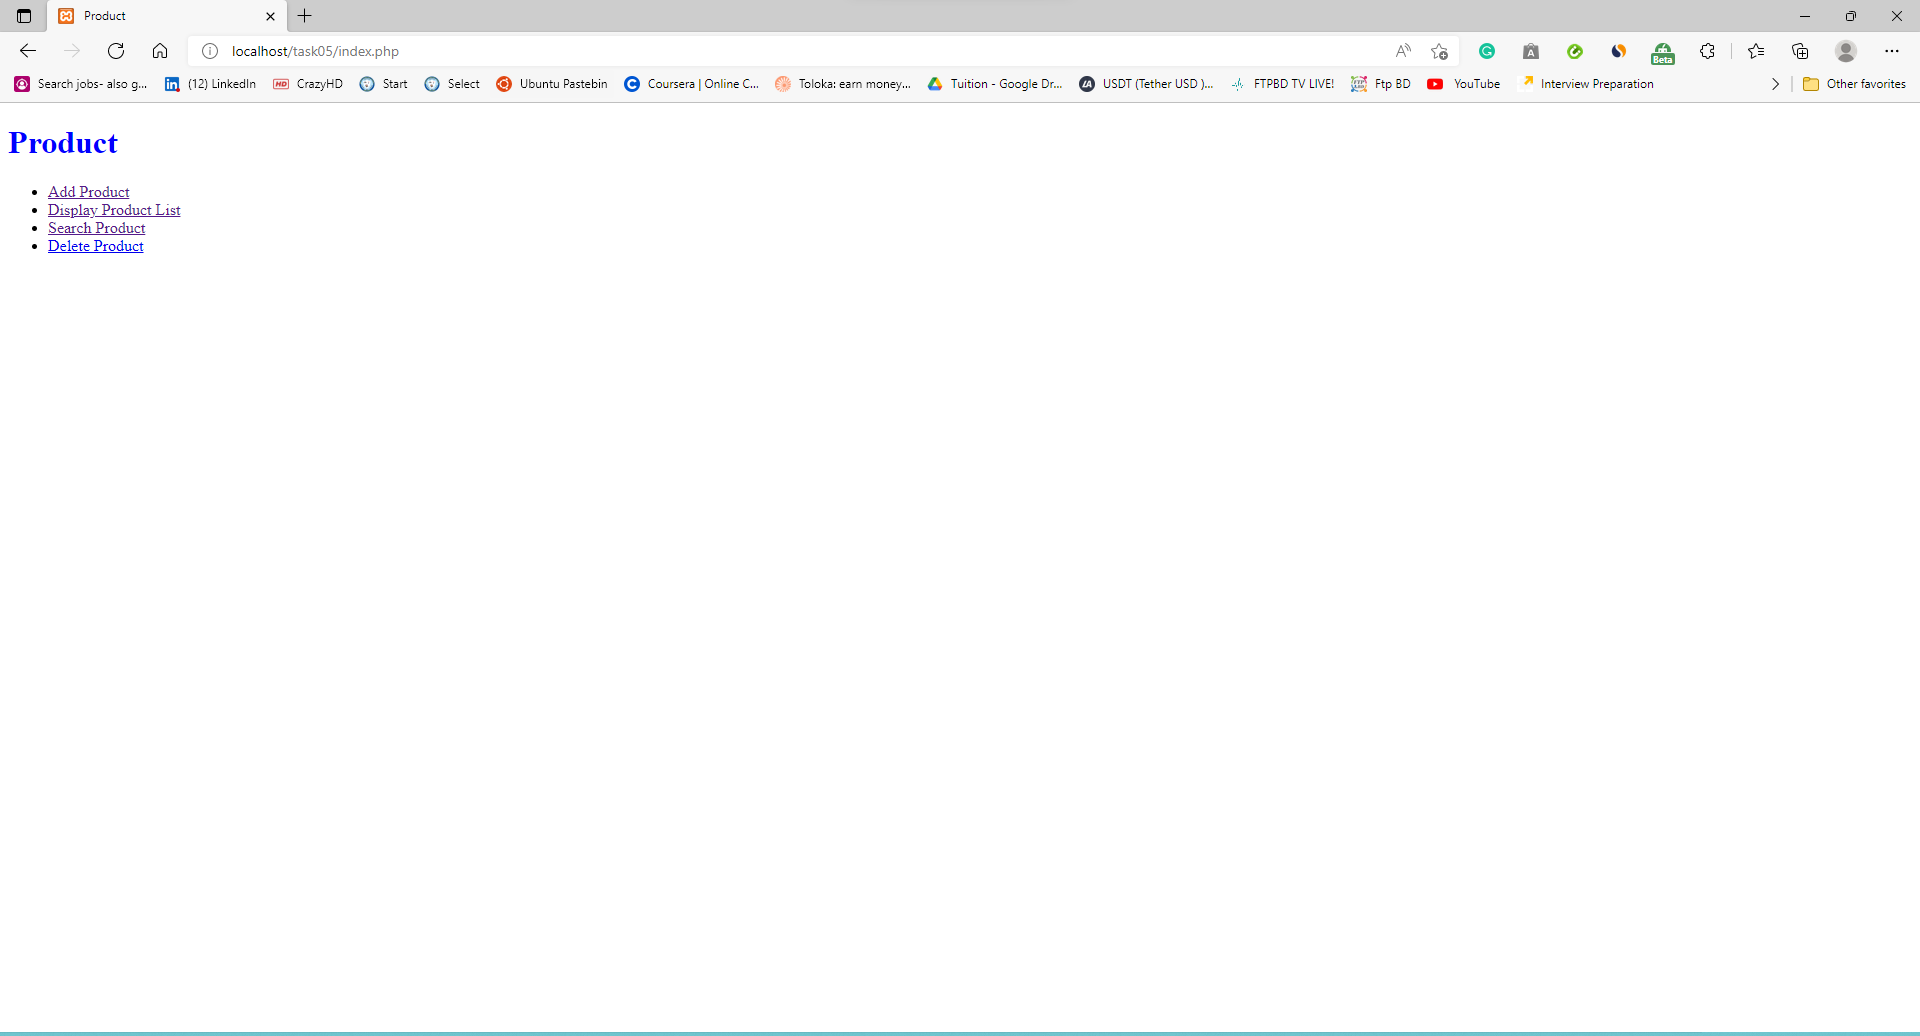 Product
localhost/task05/index.php
Beta
Search jobs- also g... (12) LinkedIn CrazyHD Start Select Ubuntu Pastebin Coursera | Online C... Toloka: earn money... Tuition - Google Dr... USDT (Tether USD )... FTPBD TV LIVE! Ftp BD YouTube Interview Preparation Other favorites
Product
Add Product
Display Product List
Search Product
Delete Product